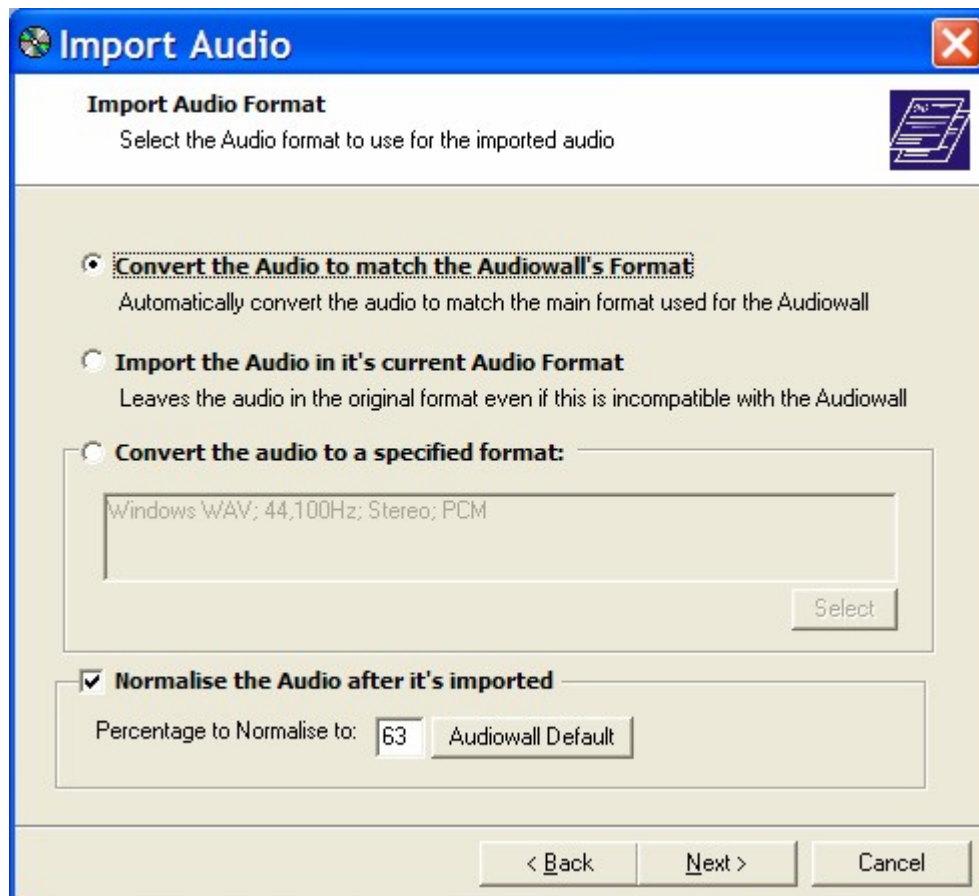 Import Audio
Import Audio Format
Select the Audio format to use for the imported audio
Convert the Audio to match the Audiowall's Format
Automatically convert the audio to match the main format used for the Audiowall
Import the Audio in it's current Audio Format
Leaves the audio in the original format even if this is incompatible with the Audiowall
Convert the audio to a specified format:
Windows WAV; 44,100Hz; Stereo; PCM
Select
Normalise the Audio after it's imported
Percentage to Normalise to: 63 Audiowall Default
< Back Next > Cancel